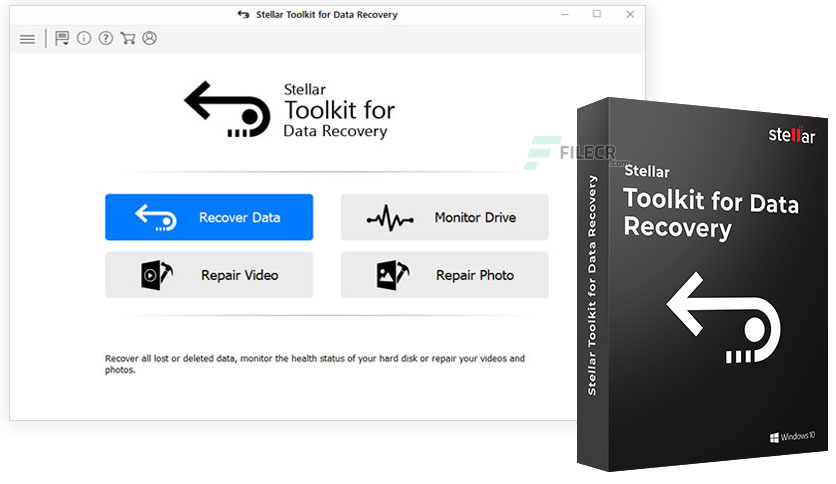 Stellar Toolkit for Data Recovery
Stellar
Toolkit for
Data Recovery
Recover Data
Monitor Drive
Repair Video
Repair Photo
Recover all lost or deleted data, monitor the health status of your hard disk or repair your videos and
photos.
FILECR
.com
stellar
Stellar
Toolkit for Data
Recovery
Stellar Toolkit for Data Recovery
Windows 10